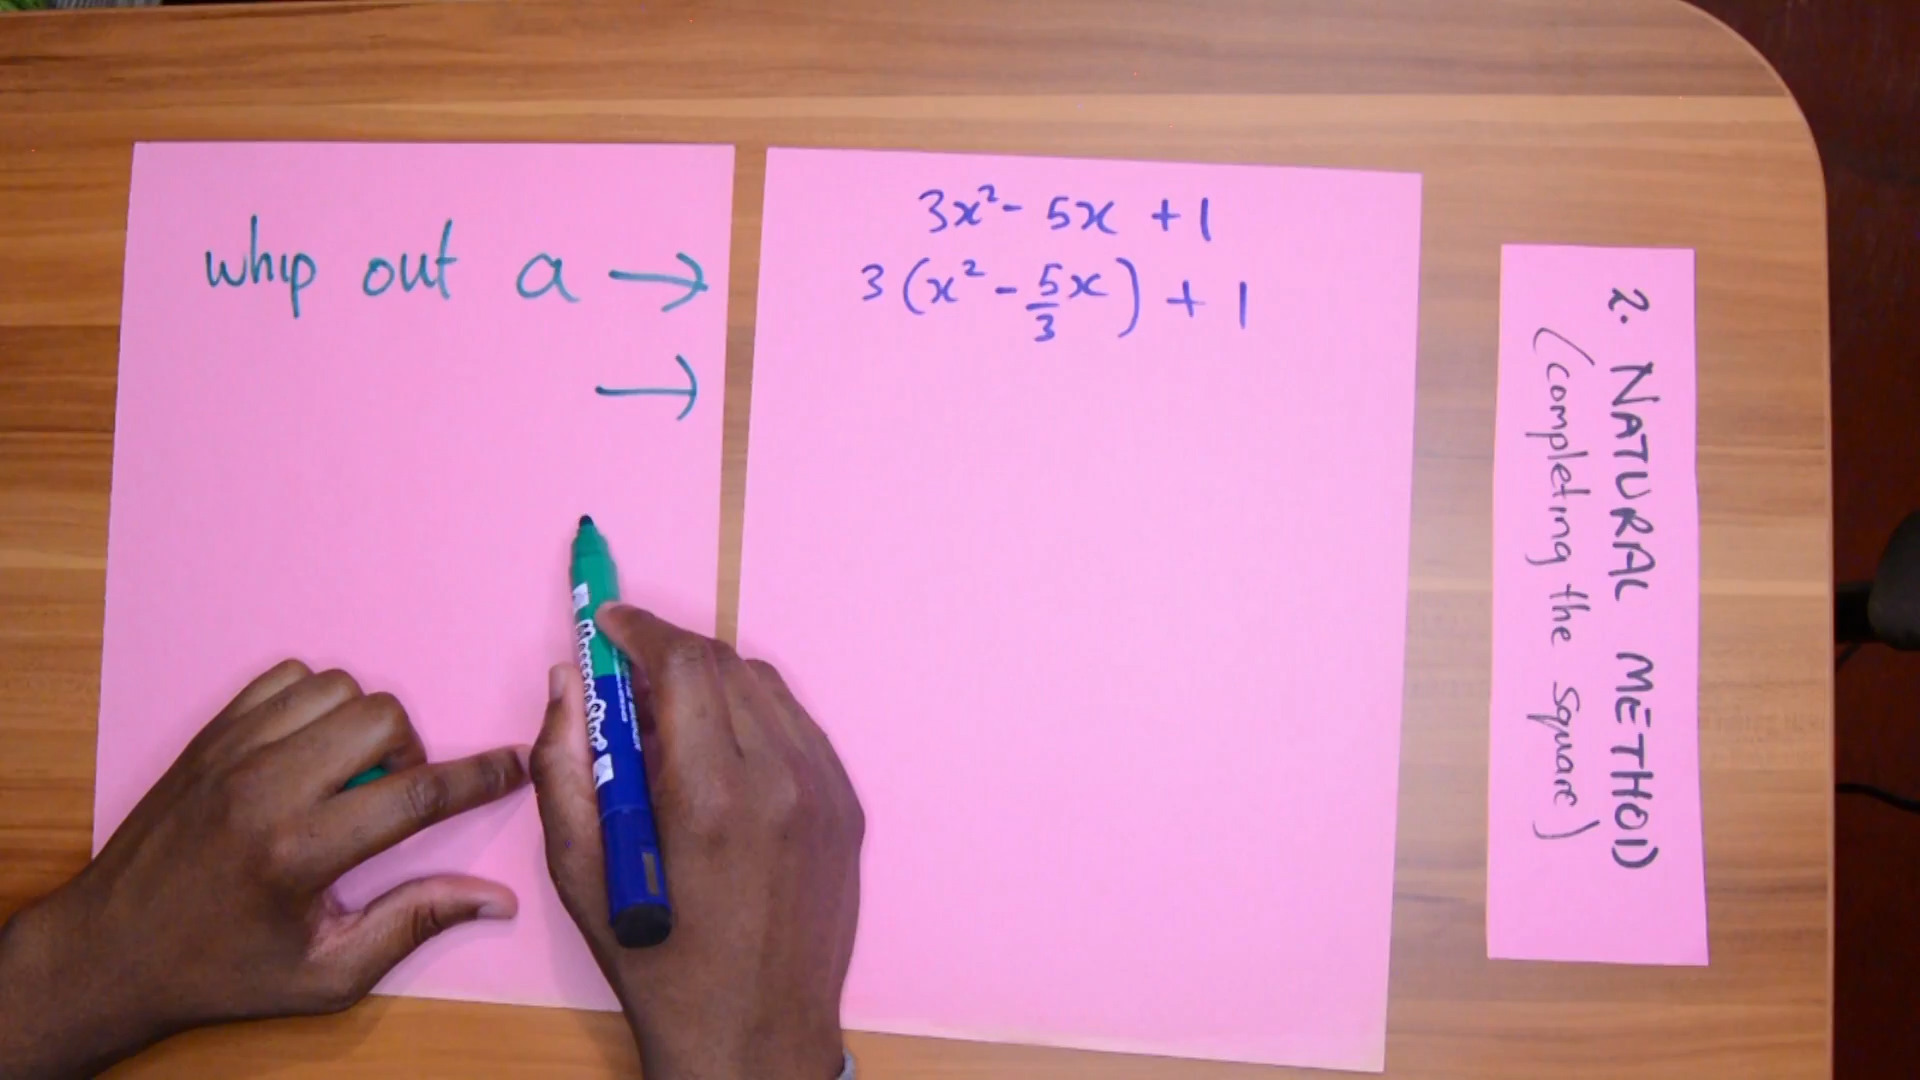 whip out a →
→
3x² - 5x + 1
3(x² - 5/3x) + 1
2. NATURAL METHOD
(completing the square)